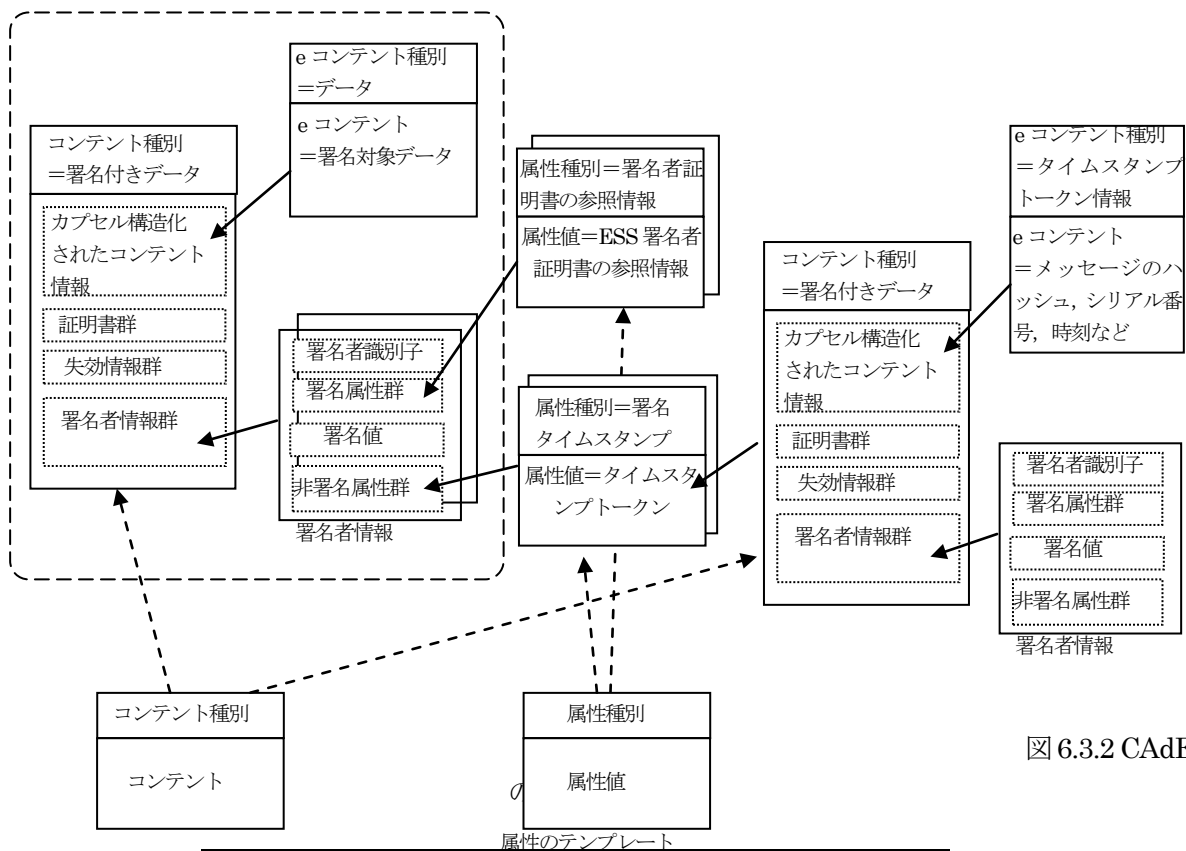 e コンテント種別
＝データ
e コンテント
＝署名対象データ
コンテント種別
＝署名付きデータ
カプセル構造化
されたコンテント
情報
証明書群
失効情報群
署名者情報群
署名者識別子
署名属性群
署名値
非署名属性群
署名者情報
属性種別＝署名者証
明書の参照情報
属性値＝ESS 署名者
証明書の参照情報
属性種別＝署名
タイムスタンプ
属性値＝タイムスタ
ンプトークン
コンテント種別
＝署名付きデータ
カプセル構造化
されたコンテント
情報
証明書群
失効情報群
署名者情報群
e コンテント種別
＝タイムスタンプ
トークン情報
e コンテント
＝メッセージのハ
ッシュ，シリアル番
号，時刻など
署名者識別子
署名属性群
署名値
非署名属性群
署名者情報
コンテント種別
コンテント
属性種別
属性値
属性のテンプレート
図 6.3.2 CAdE